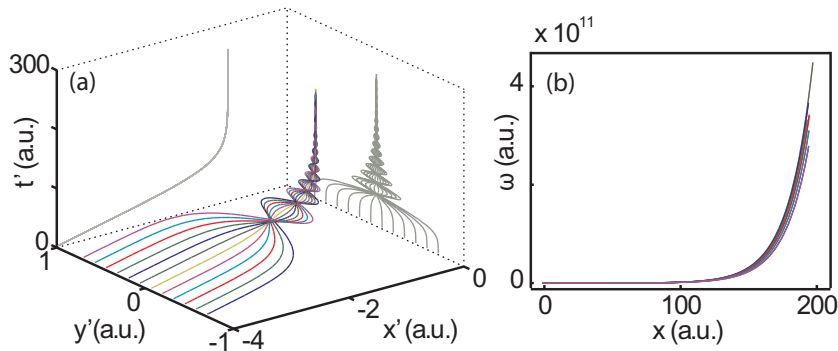 x 10^11
300
(a)
(b)
4
t' (a.u.)
ω (a.u.)
0
1
0
0
0
y'(a.u.)
-2
-1
-4
x' (a.u.)
0
100
200
x (a.u.)